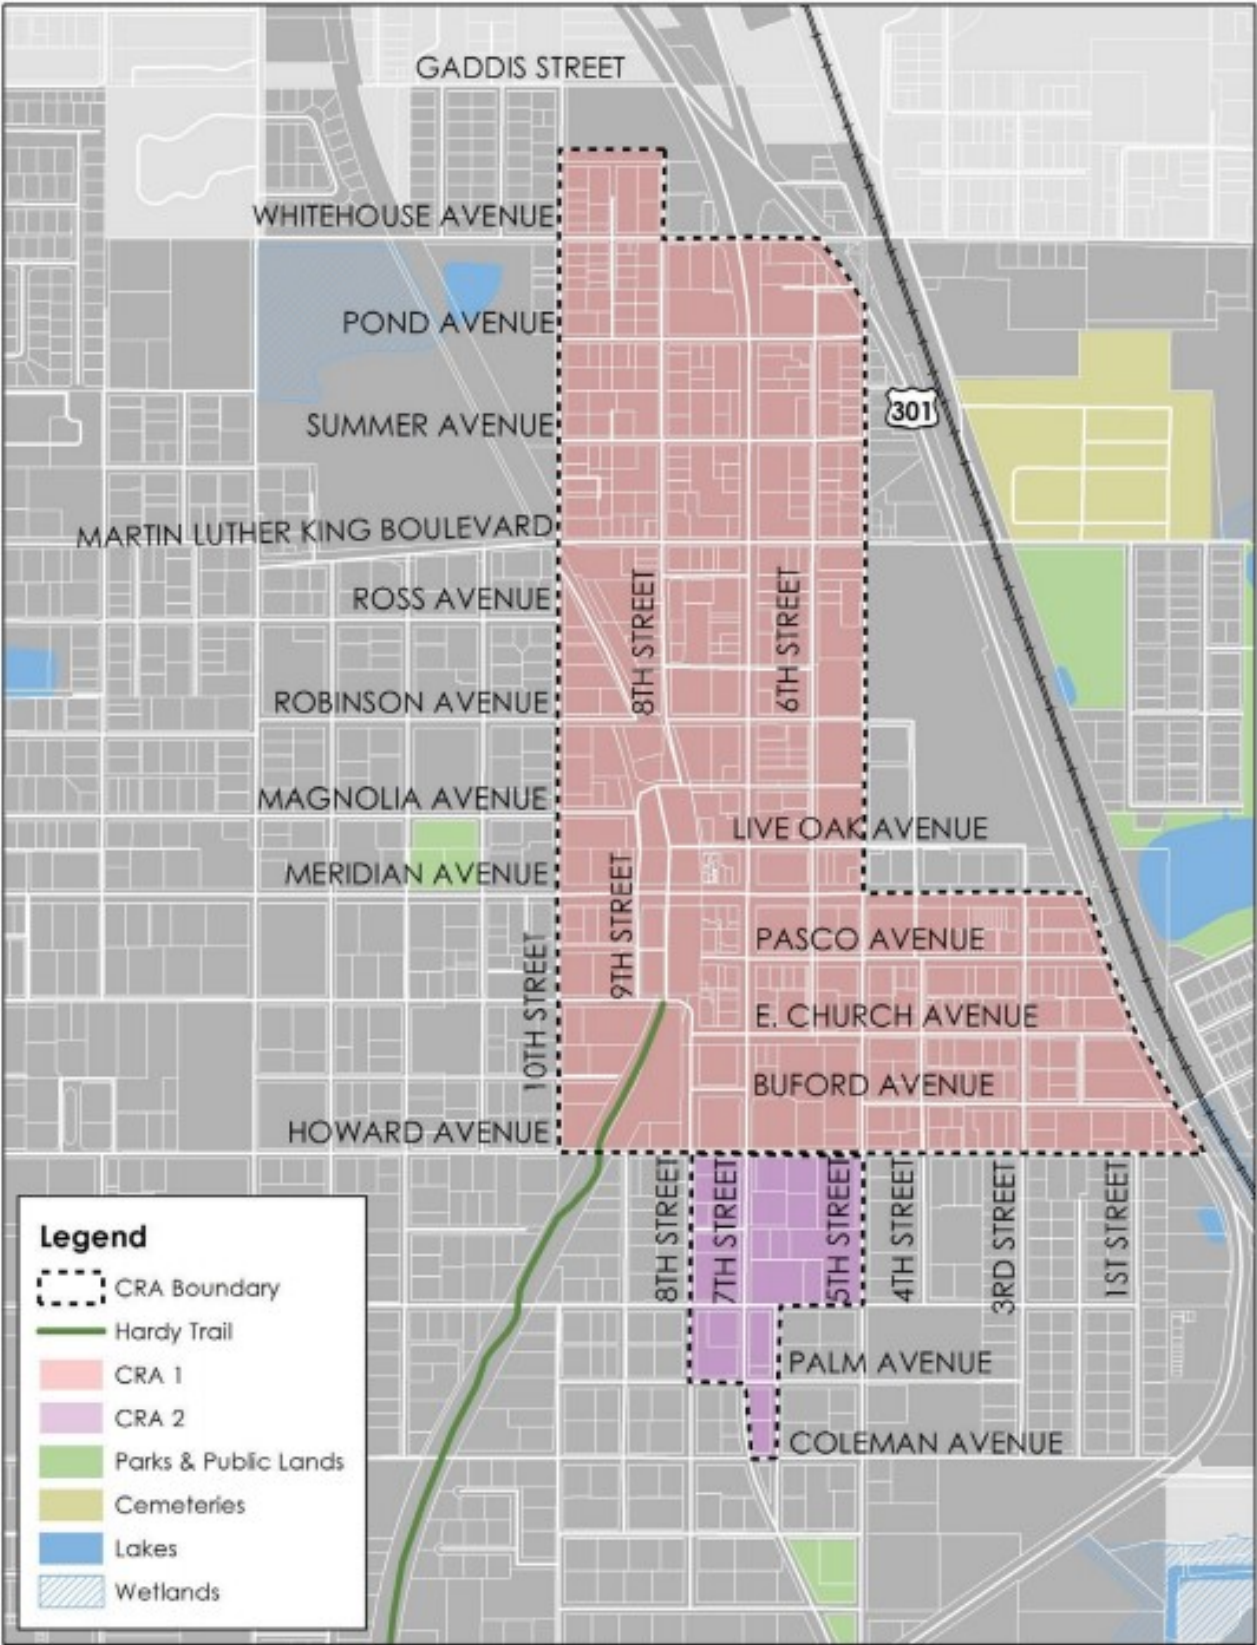 GADDIS STREET
WHITEHOUSE AVENUE
POND AVENUE
301
SUMMER AVENUE
MARTIN LUTHER KING BOULEVARD
ROSS AVENUE
8TH STREET
6TH STREET
ROBINSON AVENUE
MAGNOLIA AVENUE
LIVE OAK AVENUE
MERIDIAN AVENUE
9TH STREET
PASCO AVENUE
10TH STREET
E. CHURCH AVENUE
BUFORD AVENUE
HOWARD AVENUE
8TH STREET
7TH STREET
5TH STREET
4TH STREET
3RD STREET
1ST STREET
PALM AVENUE
COLEMAN AVENUE
Legend
CRA Boundary
Hardy Trail
CRA 1
CRA 2
Parks & Public Lands
Cemeteries
Lakes
Wetlands